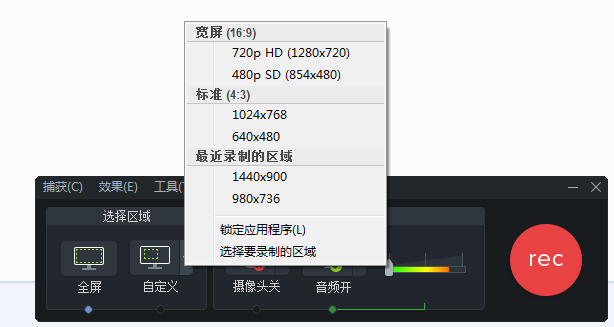 宽屏 (16:9)
720p HD (1280x720)
480p SD (854x480)
标准 (4:3)
1024x768
640x480
最近录制的区域
1440x900
980x736
锁定应用程序(L)
选择要录制的区域
捕获(C) 效果(E) 工具(
选择区域
全屏 自定义 摄像头关 音频开
rec